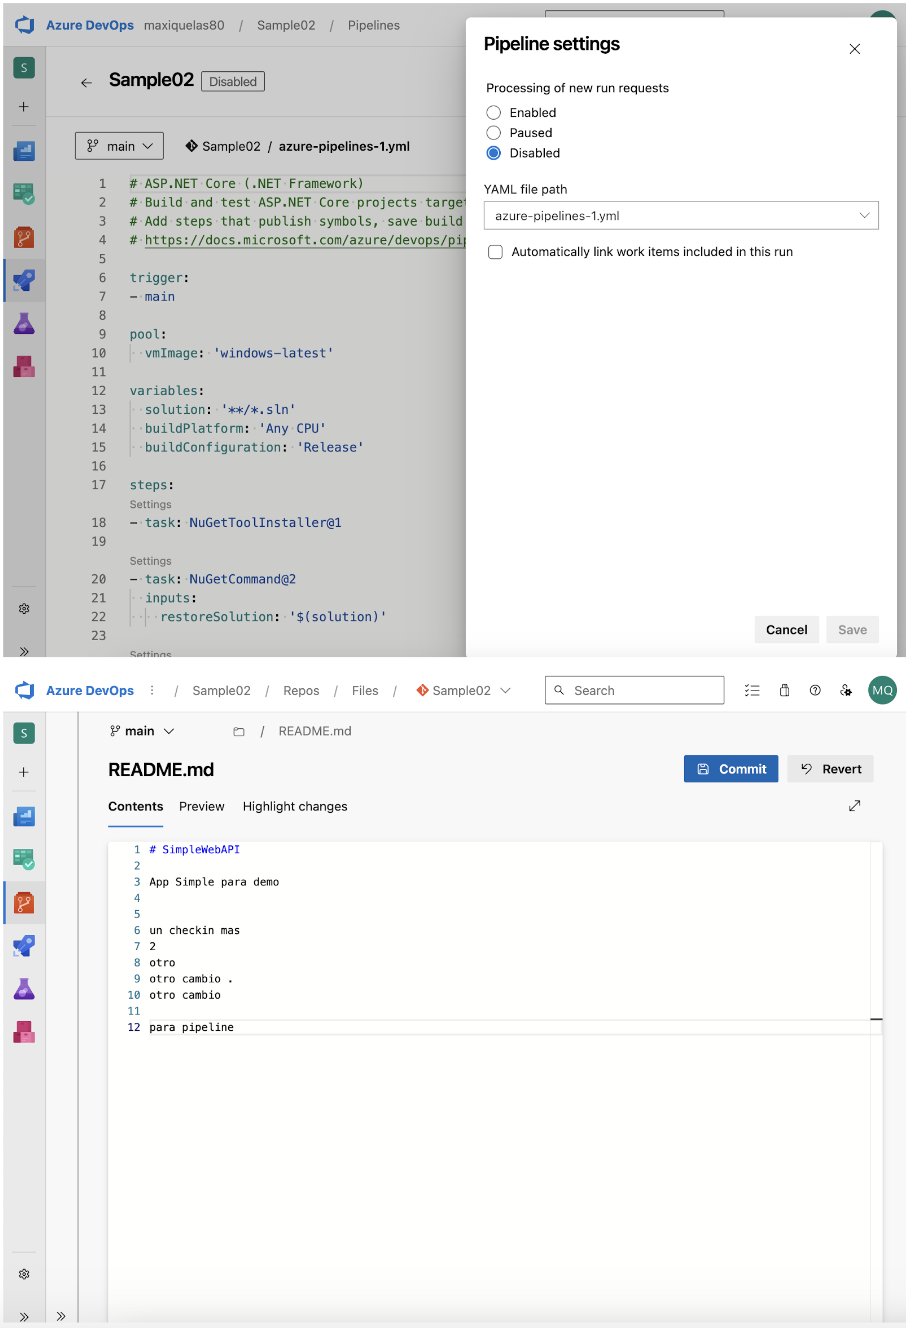 Azure DevOps maxiquelas80 / Sample02 / Pipelines
S
Sample02 Disabled
main
Sample02 / azure-pipelines-1.yml
1 # ASP.NET Core (.NET Framework)
2 # Build and test ASP.NET Core projects target
3 # Add steps that publish symbols, save build
4 # https://docs.microsoft.com/azure/devops/pip
5
6 trigger:
7 - main
8
9 pool:
10 vmImage: 'windows-latest'
11
12 variables:
13 solution: '**/*.sln'
14 buildPlatform: 'Any CPU'
15 buildConfiguration: 'Release'
16
17 steps:
Settings
18 - task: NuGetToolInstaller@1
19
Settings
20 - task: NuGetCommand@2
21 inputs:
22 restoreSolution: '$(solution)'
23
Settings
Pipeline settings
Processing of new run requests
Enabled
Paused
Disabled
YAML file path
azure-pipelines-1.yml
Automatically link work items included in this run
Cancel Save
Azure DevOps / Sample02 / Repos / Files / Sample02 Search MQ
S
main / README.md
README.md Commit Revert
Contents Preview Highlight changes
1 # SimpleWebAPI
2
3 App Simple para demo
4
5
6 un checkin mas
7 2
8 otro
9 otro cambio .
10 otro cambio
11
12 para pipeline